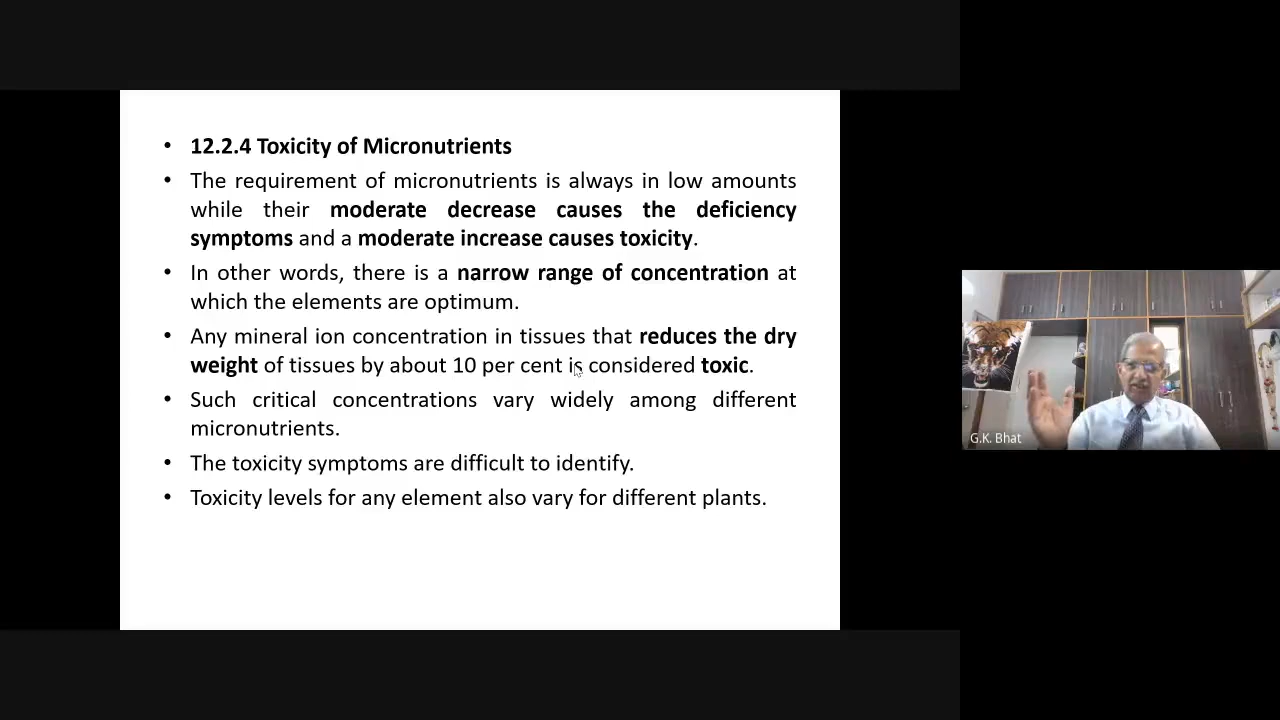 • 12.2.4 Toxicity of Micronutrients
• The requirement of micronutrients is always in low amounts
while their moderate decrease causes the deficiency
symptoms and a moderate increase causes toxicity.
• In other words, there is a narrow range of concentration at
which the elements are optimum.
• Any mineral ion concentration in tissues that reduces the dry
weight of tissues by about 10 per cent is considered toxic.
• Such critical concentrations vary widely among different
micronutrients.
• The toxicity symptoms are difficult to identify.
• Toxicity levels for any element also vary for different plants.
G.K. Bhat